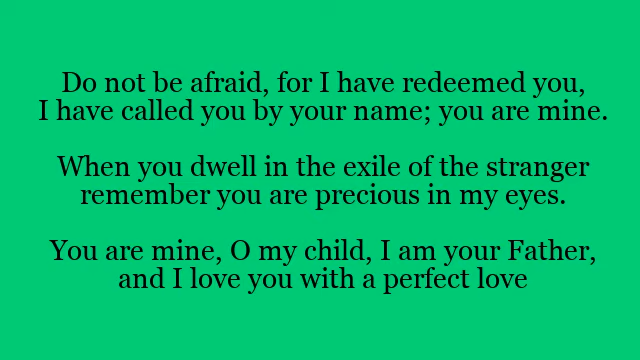 Do not be afraid, for I have redeemed you,
I have called you by your name; you are mine.
When you dwell in the exile of the stranger
remember you are precious in my eyes.
You are mine, O my child, I am your Father,
and I love you with a perfect love